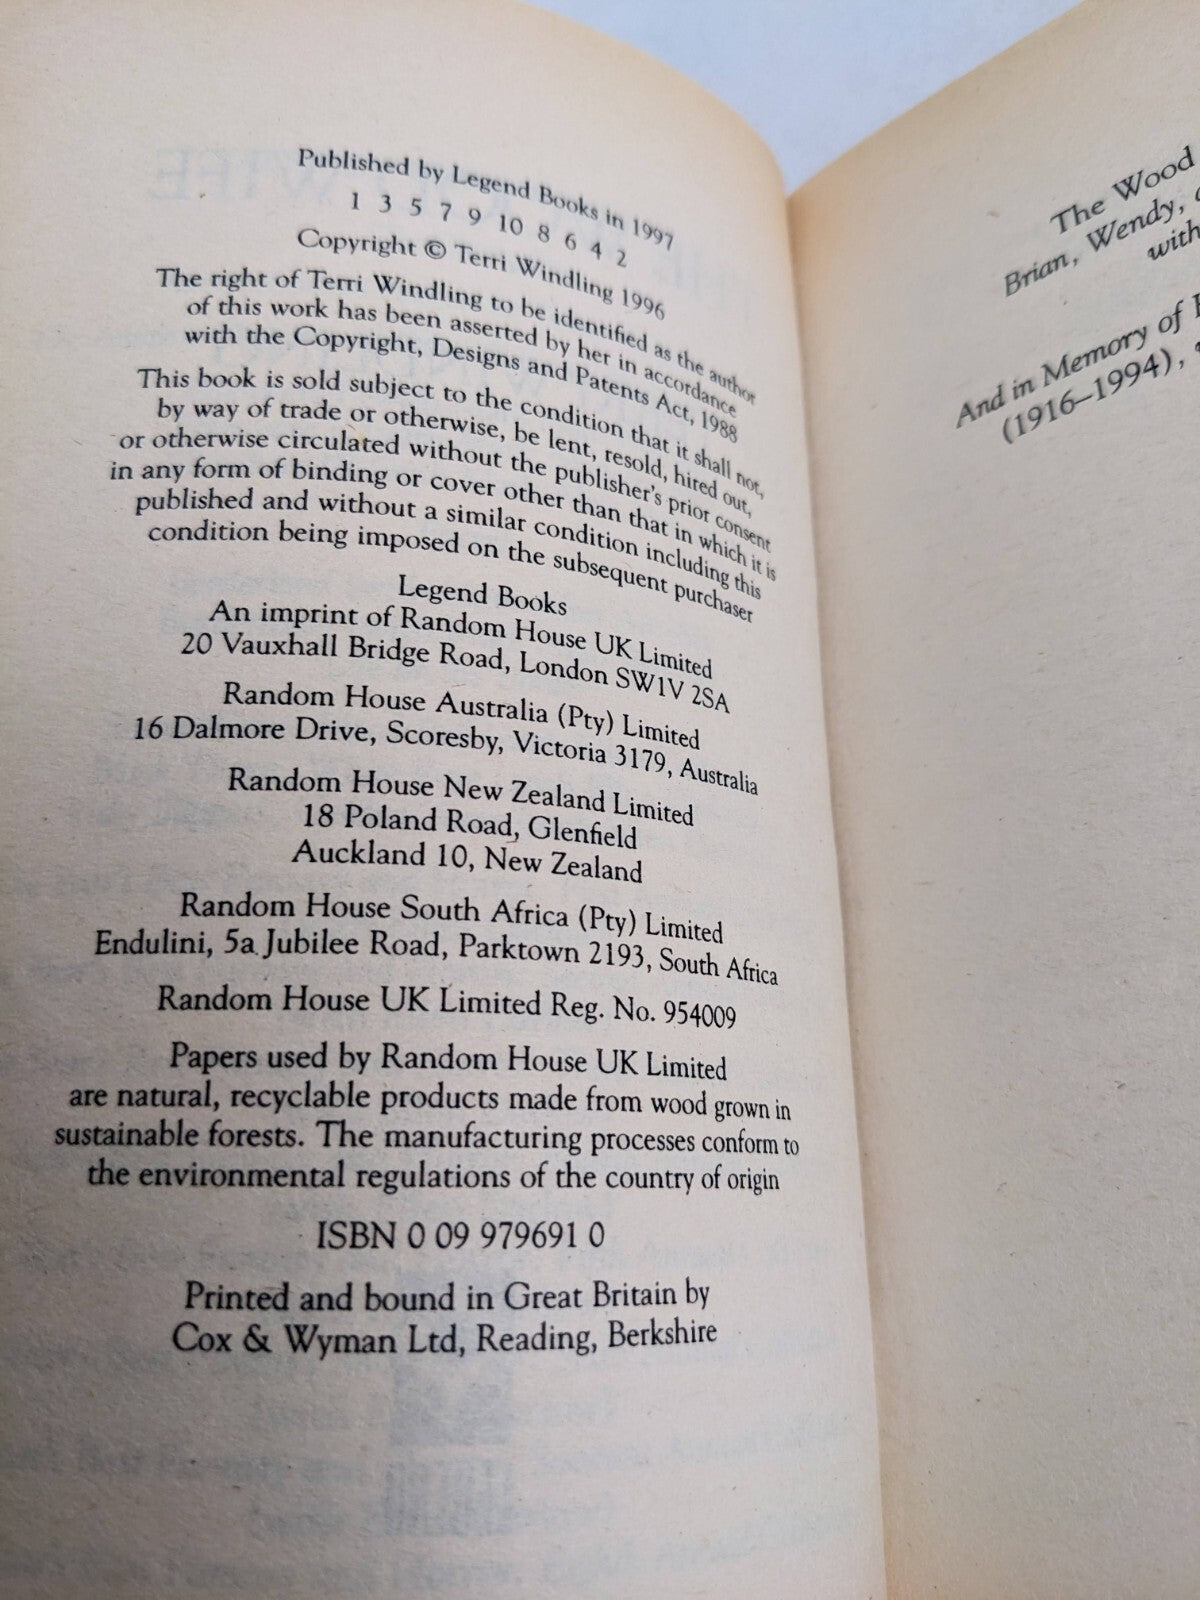 Published by Legend Books in 1997
1 3 5 7 9 10 8 6 4 2
Copyright © Terri Windling 1996
The right of Terri Windling to be identified as the author
of this work has been asserted by her in accordance
with the Copyright, Designs and Patents Act, 1988
This book is sold subject to the condition that it shall not,
by way of trade or otherwise, be lent, resold, hired out,
or otherwise circulated without the publisher's prior consent
in any form of binding or cover other than that in which it is
published and without a similar condition including this
condition being imposed on the subsequent purchaser
Legend Books
An imprint of Random House UK Limited
20 Vauxhall Bridge Road, London SW1V 2SA
Random House Australia (Pty) Limited
16 Dalmore Drive, Scoresby, Victoria 3179, Australia
Random House New Zealand Limited
18 Poland Road, Glenfield
Auckland 10, New Zealand
Random House South Africa (Pty) Limited
Endulini, 5a Jubilee Road, Parktown 2193, South Africa
Random House UK Limited Reg. No. 954009
Papers used by Random House UK Limited
are natural, recyclable products made from wood grown in
sustainable forests. The manufacturing processes conform to
the environmental regulations of the country of origin
ISBN 0 09 979691 0
Printed and bound in Great Britain by
Cox & Wyman Ltd, Reading, Berkshire
The Wood
Brian, Wendy,
with
And in Memory of
(1916–1994),